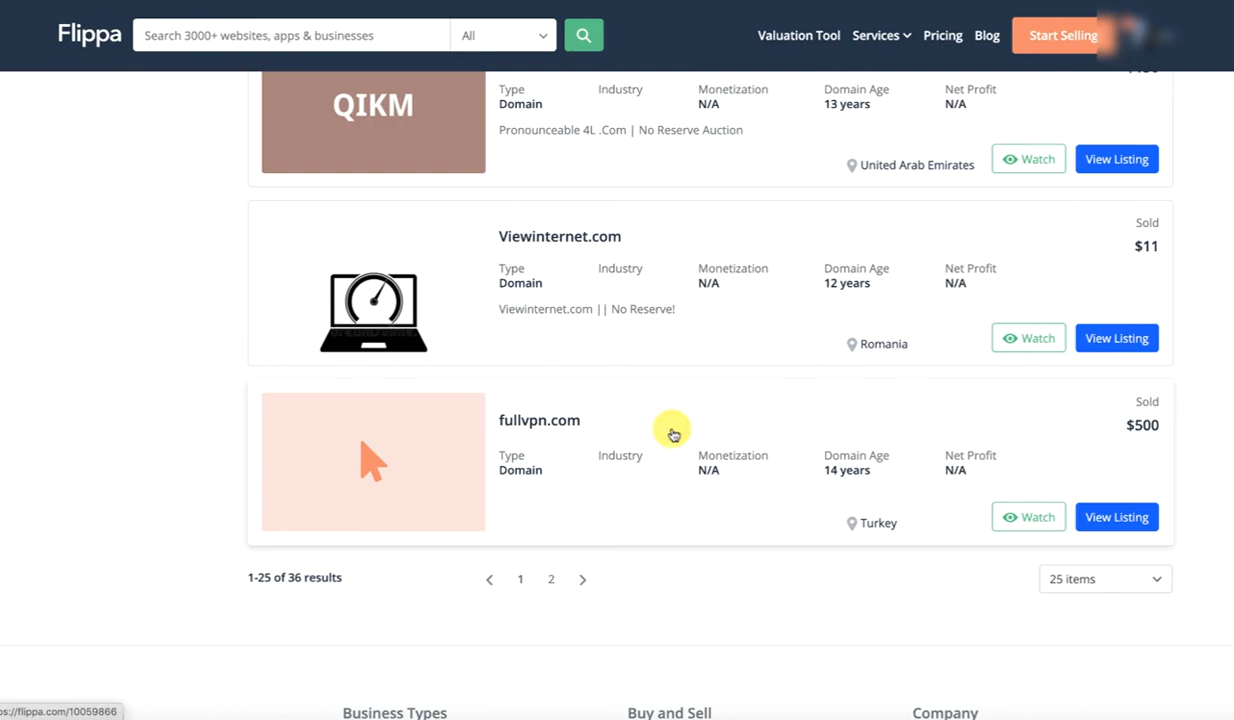 Flippa
Search 3000+ websites, apps & businesses
All
Valuation Tool
Services
Pricing
Blog
Start Selling
QIKM
Type
Domain
Industry
Monetization
N/A
Domain Age
13 years
Net Profit
N/A
Pronounceable 4L .Com | No Reserve Auction
United Arab Emirates
Watch
View Listing
Viewinternet.com
Sold
$11
Type
Domain
Industry
Monetization
N/A
Domain Age
12 years
Net Profit
N/A
Viewinternet.com || No Reserve!
Romania
Watch
View Listing
fullvpn.com
Sold
$500
Type
Domain
Industry
Monetization
N/A
Domain Age
14 years
Net Profit
N/A
Turkey
Watch
View Listing
1-25 of 36 results
1
2
25 items
ps://flippa.com/10059866
Business Types
Buy and Sell
Company